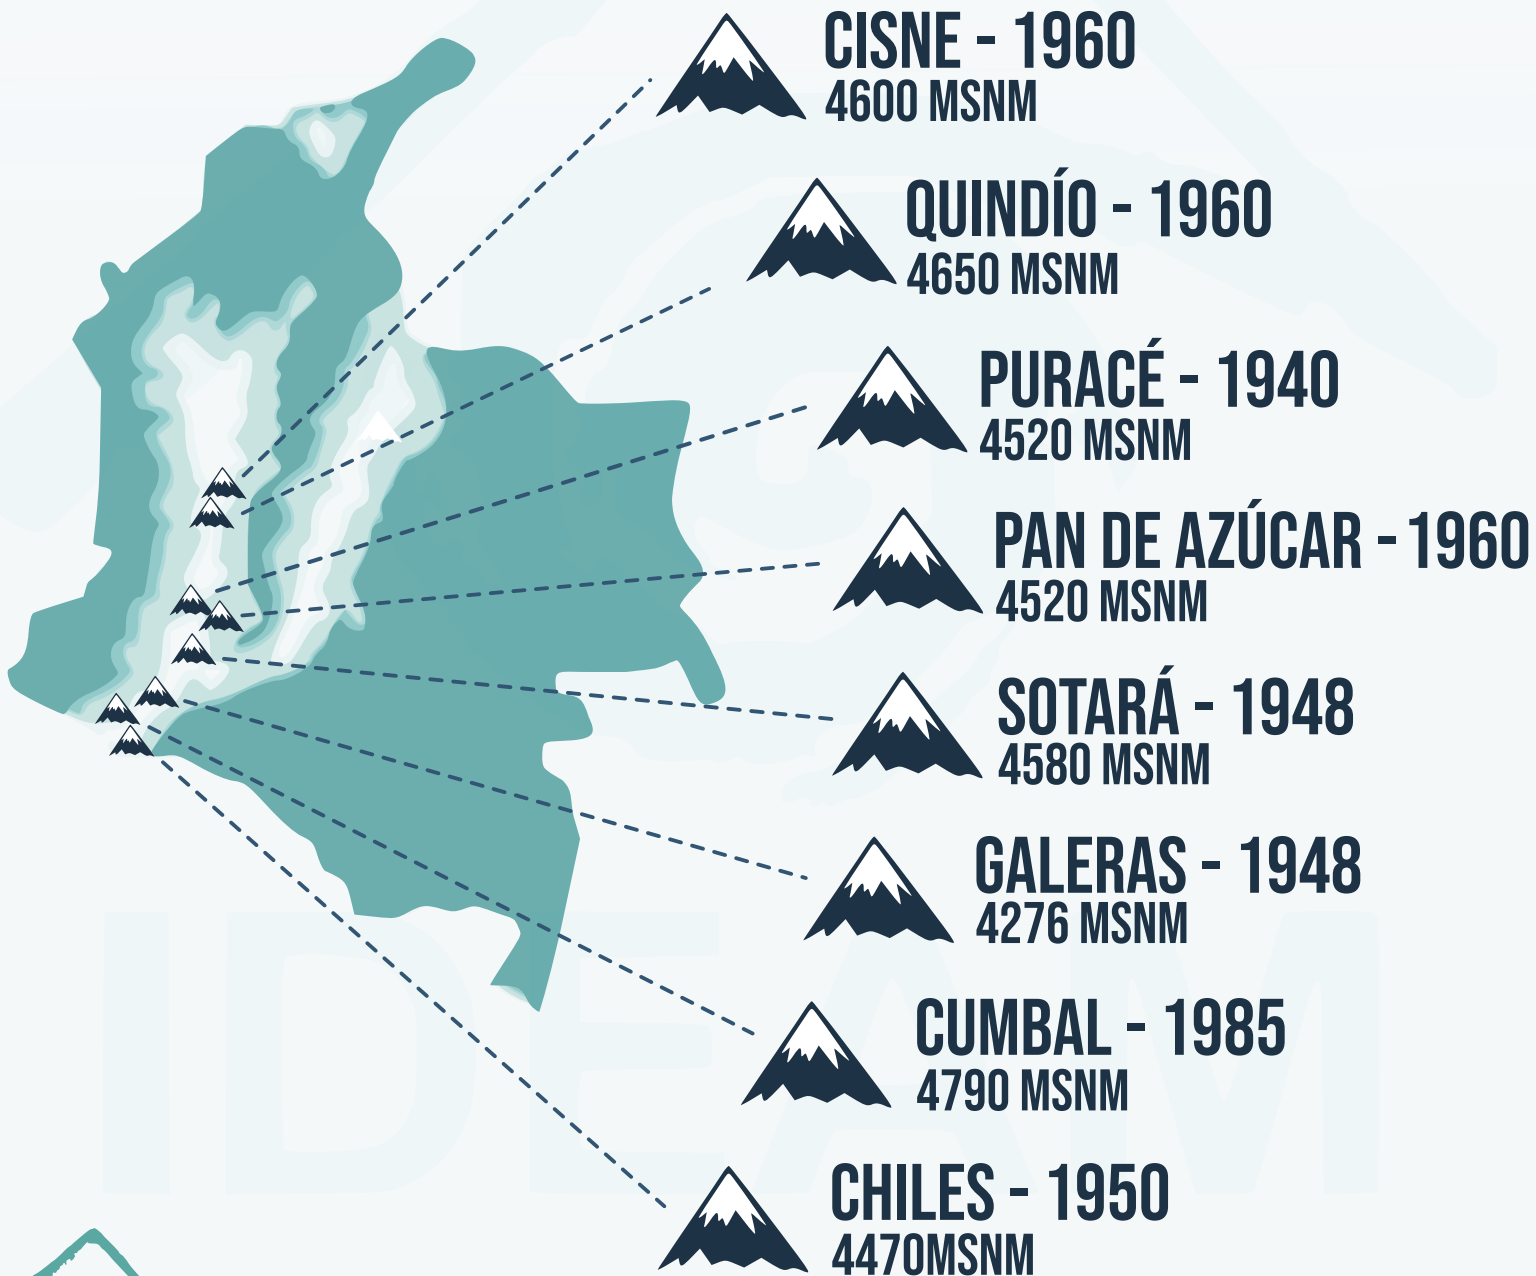 CISNE - 1960
4600 MSNM
QUINDÍO - 1960
4650 MSNM
PURACÉ - 1940
4520 MSNM
PAN DE AZÚCAR - 1960
4520 MSNM
SOTARÁ - 1948
4580 MSNM
GALERAS - 1948
4276 MSNM
CUMBAL - 1985
4790 MSNM
CHILES - 1950
4470MSNM
IDEAM